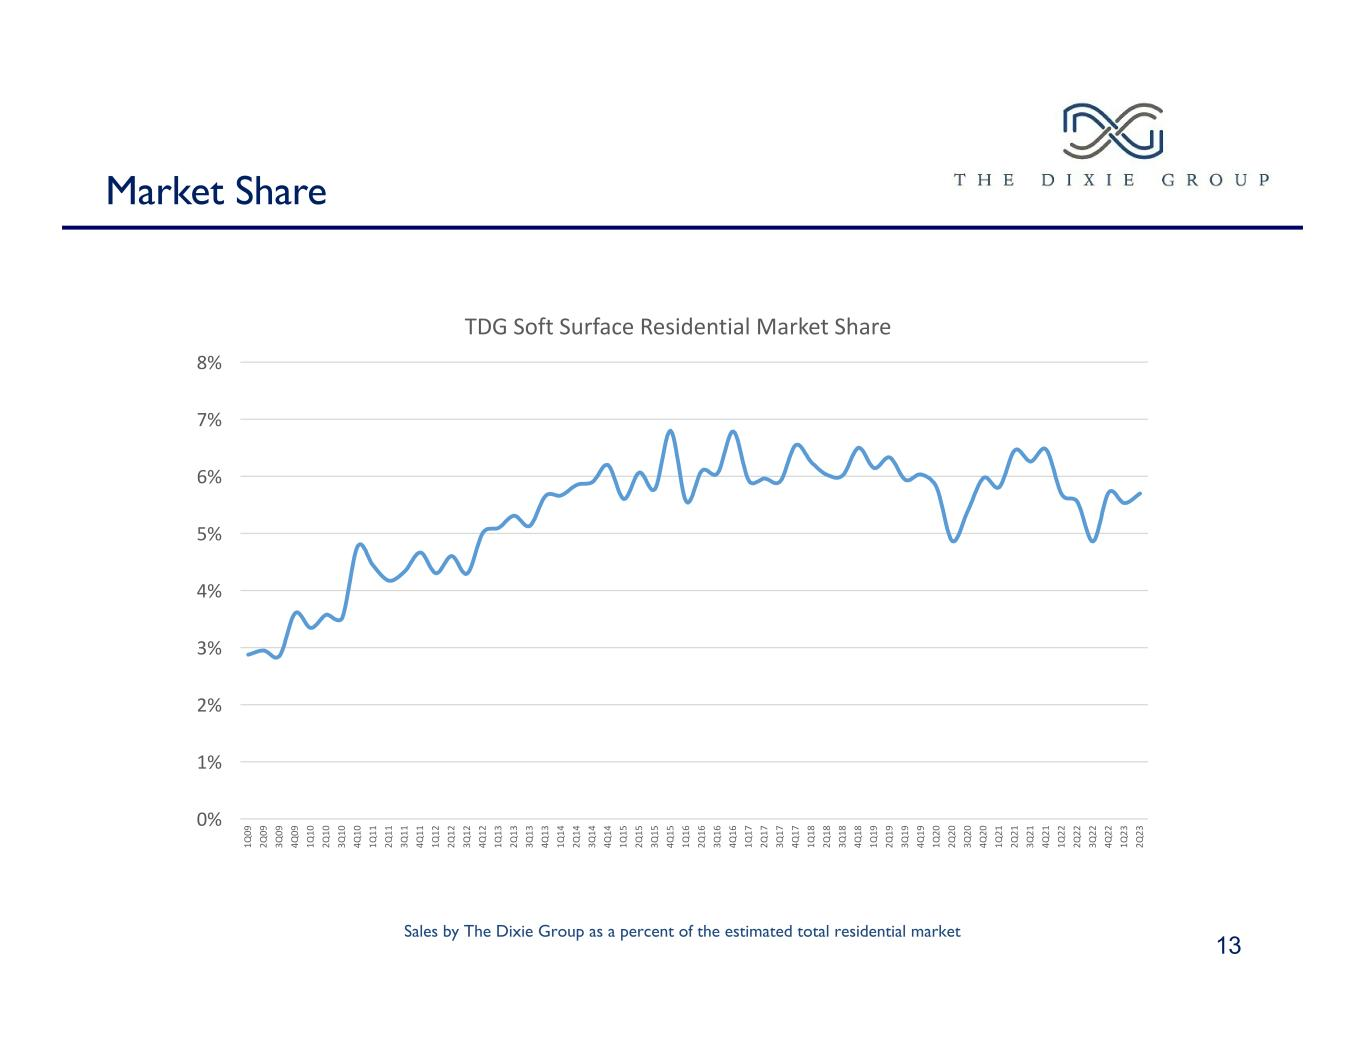 THE DIXIE GROUP
Market Share
TDG Soft Surface Residential Market Share
8%
7%
6%
5%
4%
3%
2%
1%
0%
1Q09 2Q09 3Q09 4Q09 1Q10 2Q10 3Q10 4Q10 1Q11 2Q11 3Q11 4Q11 1Q12 2Q12 3Q12 4Q12 1Q13 2Q13 3Q13 4Q13 1Q14 2Q14 3Q14 4Q14 1Q15 2Q15 3Q15 4Q15 1Q16 2Q16 3Q16 4Q16 1Q17 2Q17 3Q17 4Q17 1Q18 2Q18 3Q18 4Q18 1Q19 2Q19 3Q19 4Q19 1Q20 2Q20 3Q20 4Q20 1Q21 2Q21 3Q21 4Q21 1Q22 2Q22 3Q22 4Q22 1Q23 2Q23
Sales by The Dixie Group as a percent of the estimated total residential market
13